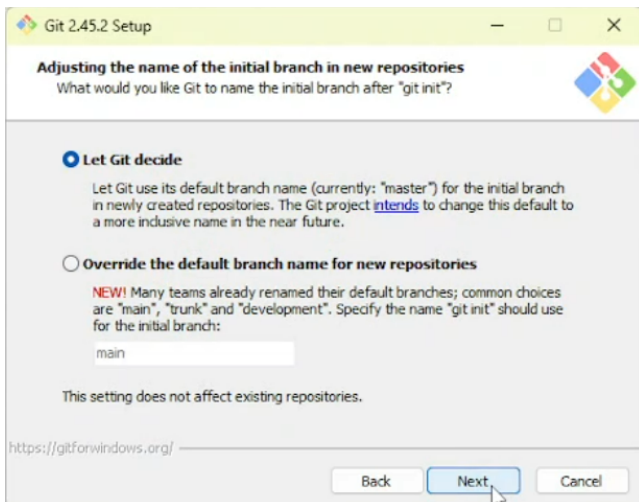 Git 2.45.2 Setup
Adjusting the name of the initial branch in new repositories
What would you like Git to name the initial branch after "git init"?
Let Git decide
Let Git use its default branch name (currently: "master") for the initial branch
in newly created repositories. The Git project intends to change this default to
a more inclusive name in the near future.
Override the default branch name for new repositories
NEW! Many teams already renamed their default branches; common choices
are "main", "trunk" and "development". Specify the name "git init" should use
for the initial branch:
main
This setting does not affect existing repositories.
https://gitforwindows.org/
Back Next Cancel